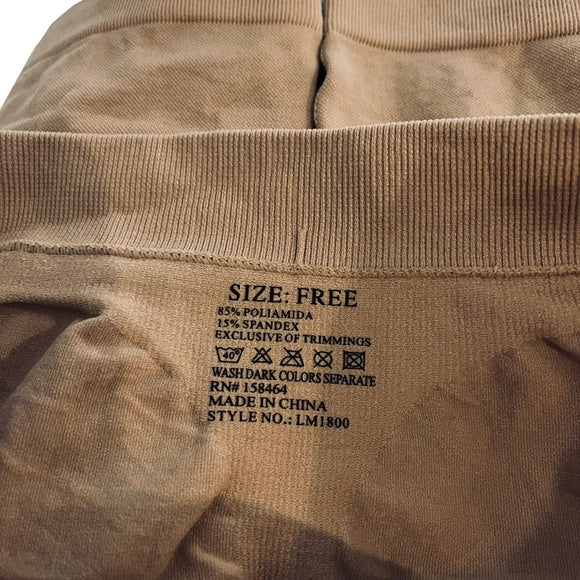 SIZE: FREE
85% POLIAMIDA
15% SPANDEX
EXCLUSIVE OF TRIMMINGS
40°
WASH DARK COLORS SEPARATE
RN# 158464
MADE IN CHINA
STYLE NO.: LM1800